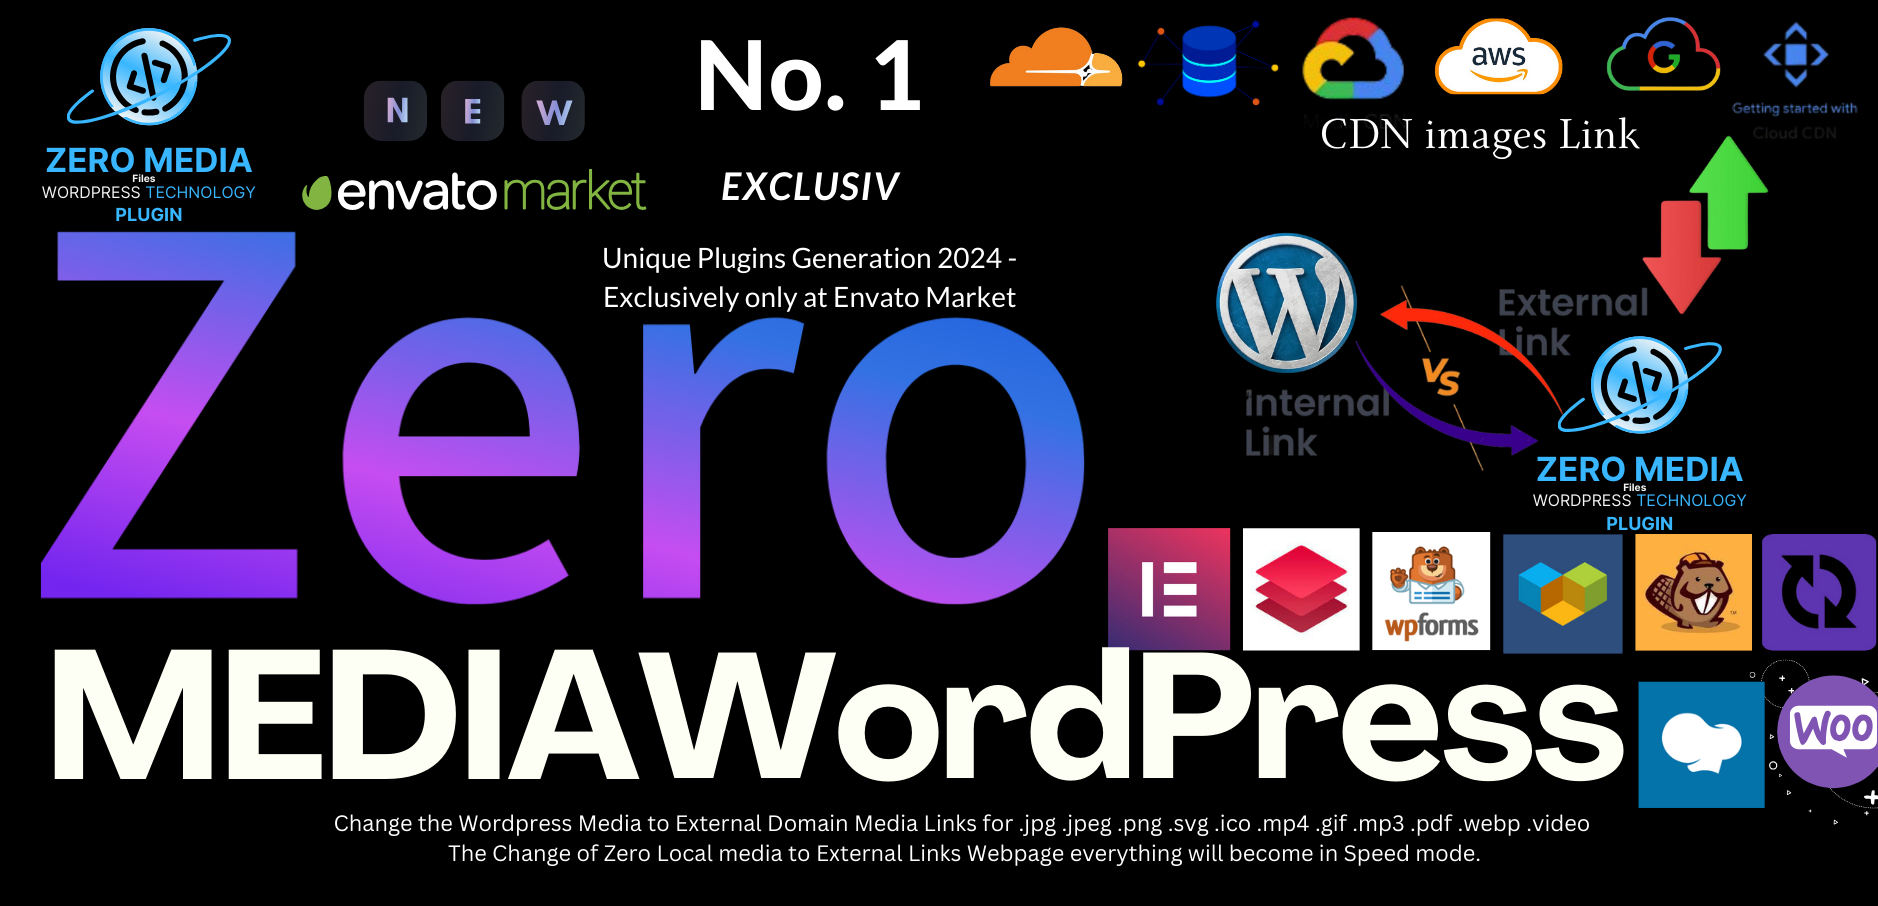 ZERO MEDIA
Files
WORDPRESS TECHNOLOGY
PLUGIN
NEW
envatomarket
No. 1
EXCLUSIV
Unique Plugins Generation 2024 -
Exclusively only at Envato Market
aws
G
Getting started with
Cloud CDN
CDN images Link
External
Link
VS
Internal
Link
ZERO MEDIA
Files
WORDPRESS TECHNOLOGY
PLUGIN
Zero
wpforms
MEDIAWordPress
Woo
Change the Wordpress Media to External Domain Media Links for .jpg .jpeg .png .svg .ico .mp4 .gif .mp3 .pdf .webp .video
The Change of Zero Local media to External Links Webpage everything will become in Speed mode.